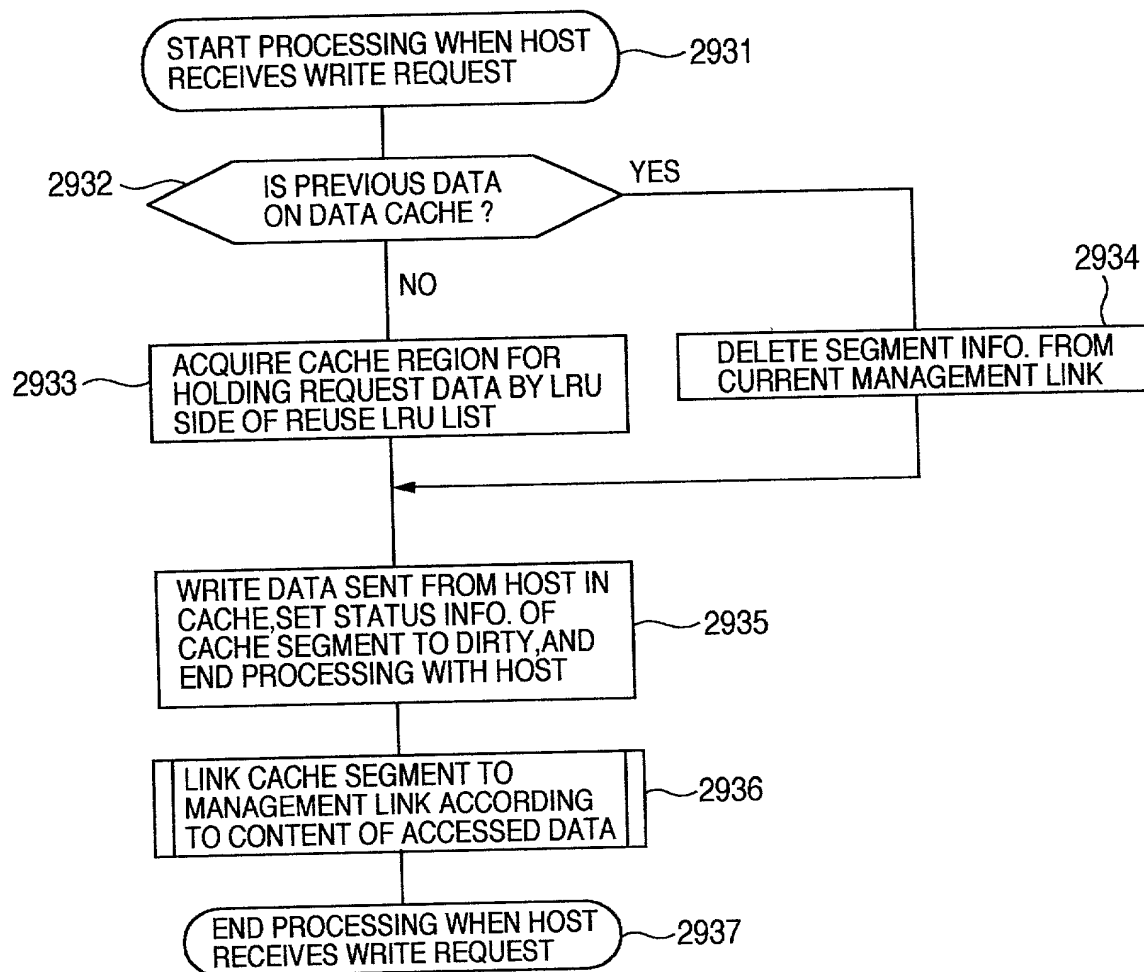 START PROCESSING WHEN HOST
RECEIVES WRITE REQUEST
2931
2932
IS PREVIOUS DATA
ON DATA CACHE ?
YES
NO
2934
2933
ACQUIRE CACHE REGION FOR
HOLDING REQUEST DATA BY LRU
SIDE OF REUSE LRU LIST
DELETE SEGMENT INFO. FROM
CURRENT MANAGEMENT LINK
WRITE DATA SENT FROM HOST IN
CACHE,SET STATUS INFO. OF
CACHE SEGMENT TO DIRTY,AND
END PROCESSING WITH HOST
2935
LINK CACHE SEGMENT TO
MANAGEMENT LINK ACCORDING
TO CONTENT OF ACCESSED DATA
2936
END PROCESSING WHEN HOST
RECEIVES WRITE REQUEST
2937